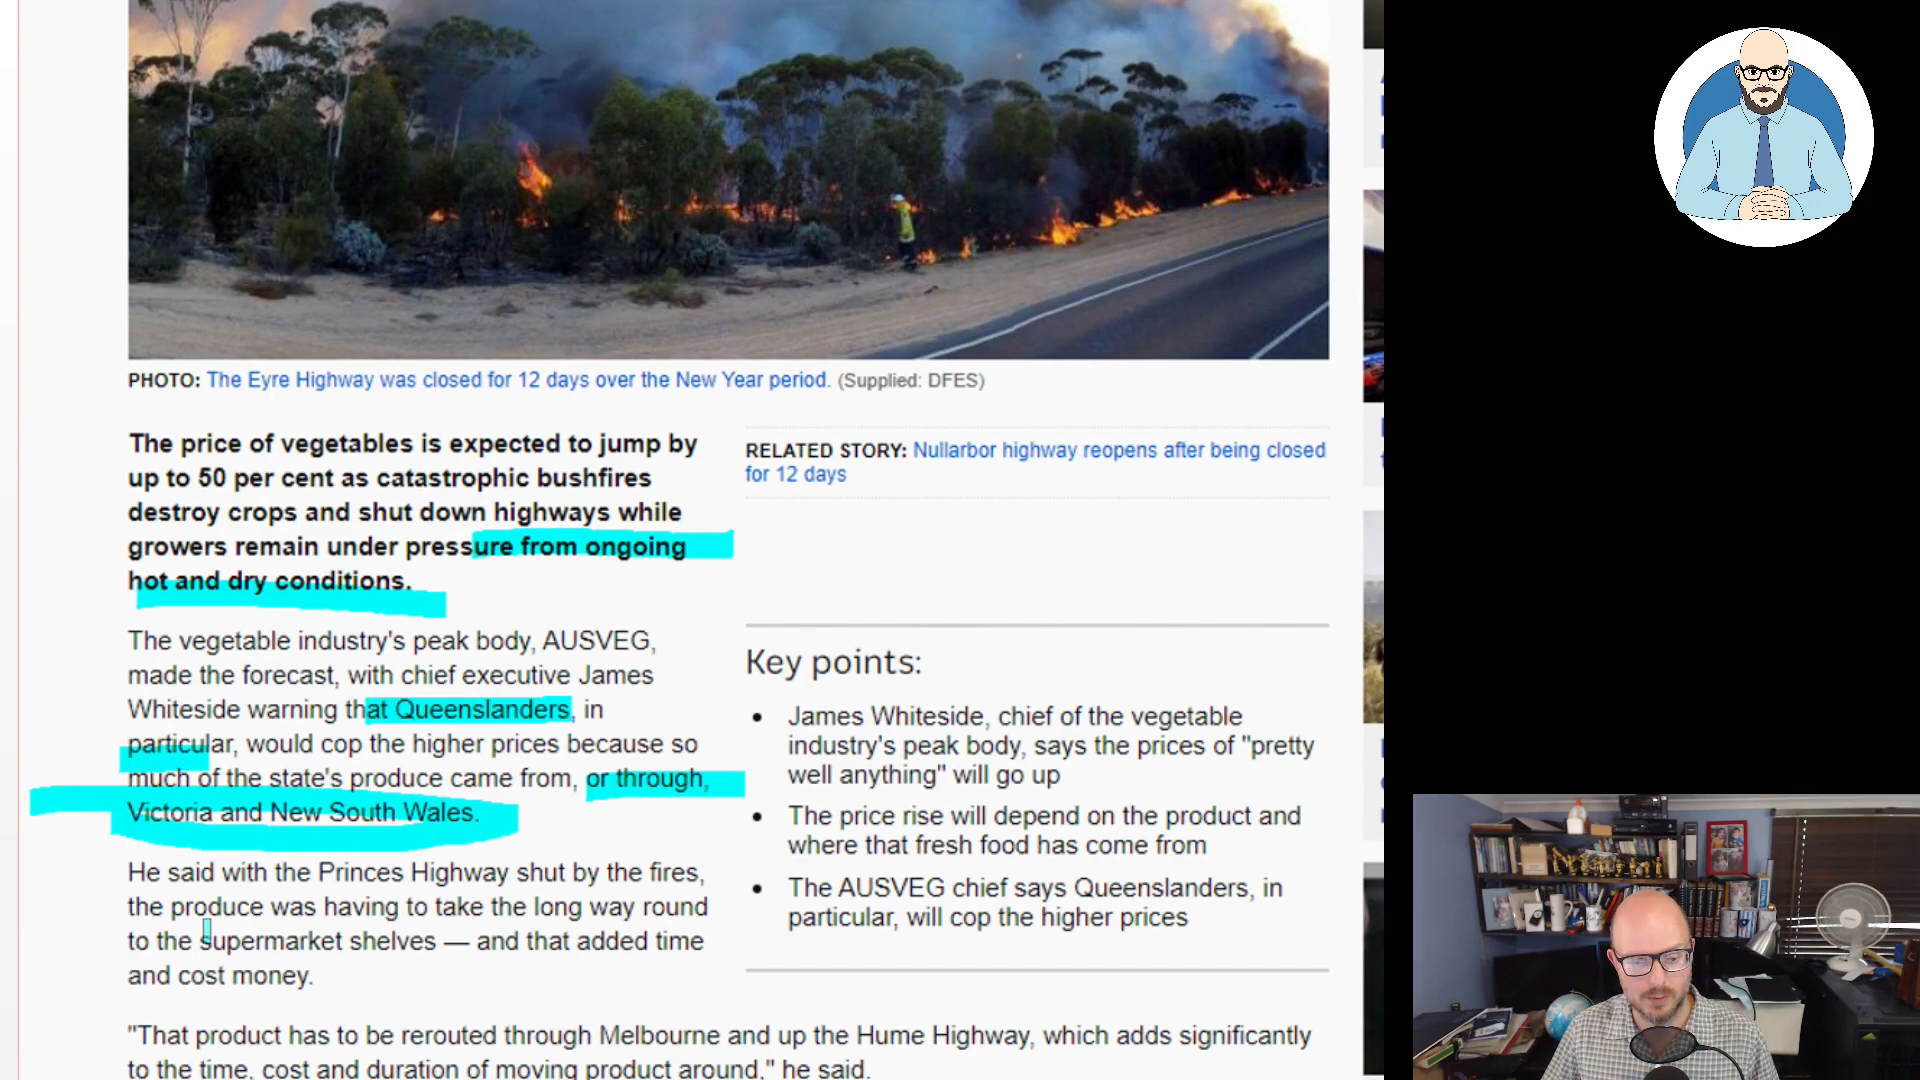 PHOTO: The Eyre Highway was closed for 12 days over the New Year period. (Supplied: DFES)
The price of vegetables is expected to jump by
up to 50 per cent as catastrophic bushfires
destroy crops and shut down highways while
growers remain under pressure from ongoing
hot and dry conditions.
RELATED STORY: Nullarbor highway reopens after being closed
for 12 days
The vegetable industry's peak body, AUSVEG,
made the forecast, with chief executive James
Whiteside warning that Queenslanders, in
particular, would cop the higher prices because so
much of the state's produce came from, or through,
Victoria and New South Wales.
Key points:
• James Whiteside, chief of the vegetable
industry's peak body, says the prices of "pretty
well anything" will go up
• The price rise will depend on the product and
where that fresh food has come from
• The AUSVEG chief says Queenslanders, in
particular, will cop the higher prices
He said with the Princes Highway shut by the fires,
the produce was having to take the long way round
to the supermarket shelves — and that added time
and cost money.
"That product has to be rerouted through Melbourne and up the Hume Highway, which adds significantly
to the time, cost and duration of moving product around," he said.